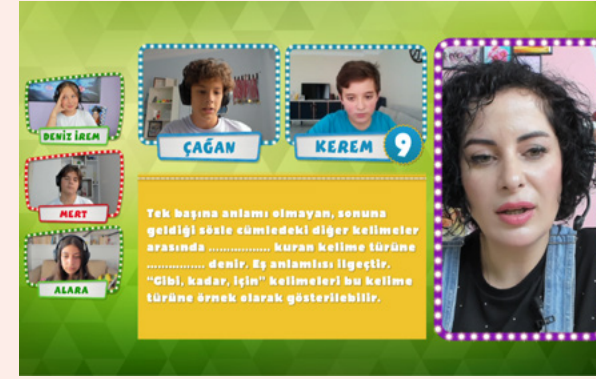 DENİZ İREM
MERT
ALARA
ÇAĞAN
KEREM
9
Tek başına anlamı olmayan, sonuna
geldiği sözle cümledeki diğer kelimeler
arasında ................ kuran kelime türüne
............... denir. Eş anlamlısı ilgeçtir.
"Gibi, kadar, için" kelimeleri bu kelime
türüne örnek olarak gösterilebilir.